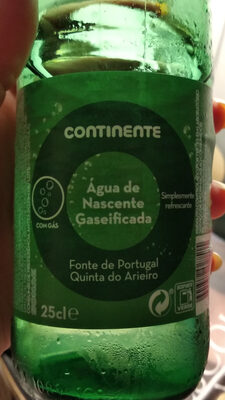 CONTINENTE
Água de
Nascente
Gaseificada
COM GÁS
Simplesmente
refrescante
Fonte de Portugal
Quinta do Arieiro
25cl e